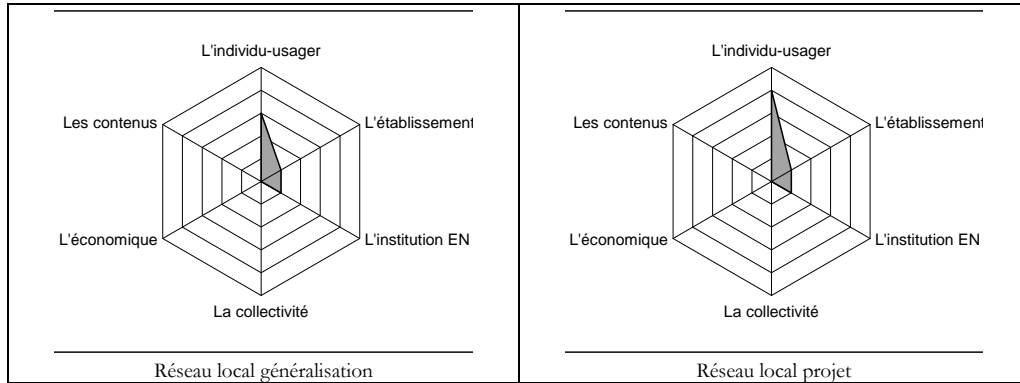 L'individu-usager
Les contenus
L'établissement
L'économique
L'institution EN
La collectivité
Réseau local généralisation
L'individu-usager
Les contenus
L'établissement
L'économique
L'institution EN
La collectivité
Réseau local projet